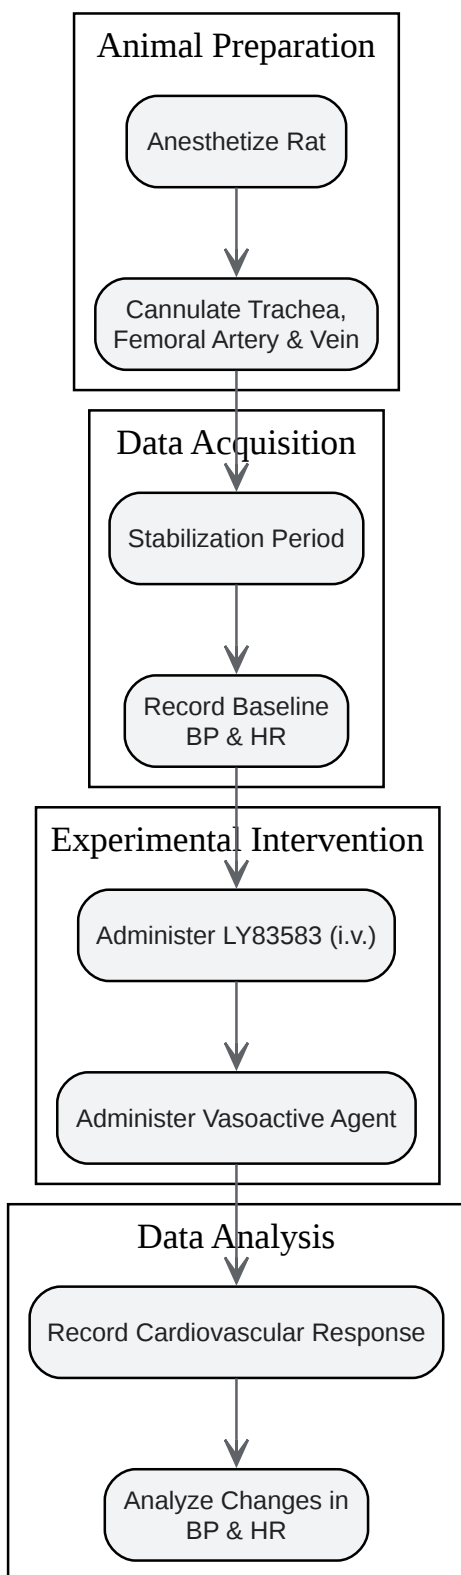 Animal Preparation
Anesthetize Rat
Cannulate Trachea,
Femoral Artery & Vein
Data Acquisition
Stabilization Period
Record Baseline
BP & HR
Experimental Intervention
Administer LY83583 (i.v.)
Administer Vasoactive Agent
Data Analysis
Record Cardiovascular Response
Analyze Changes in
BP & HR